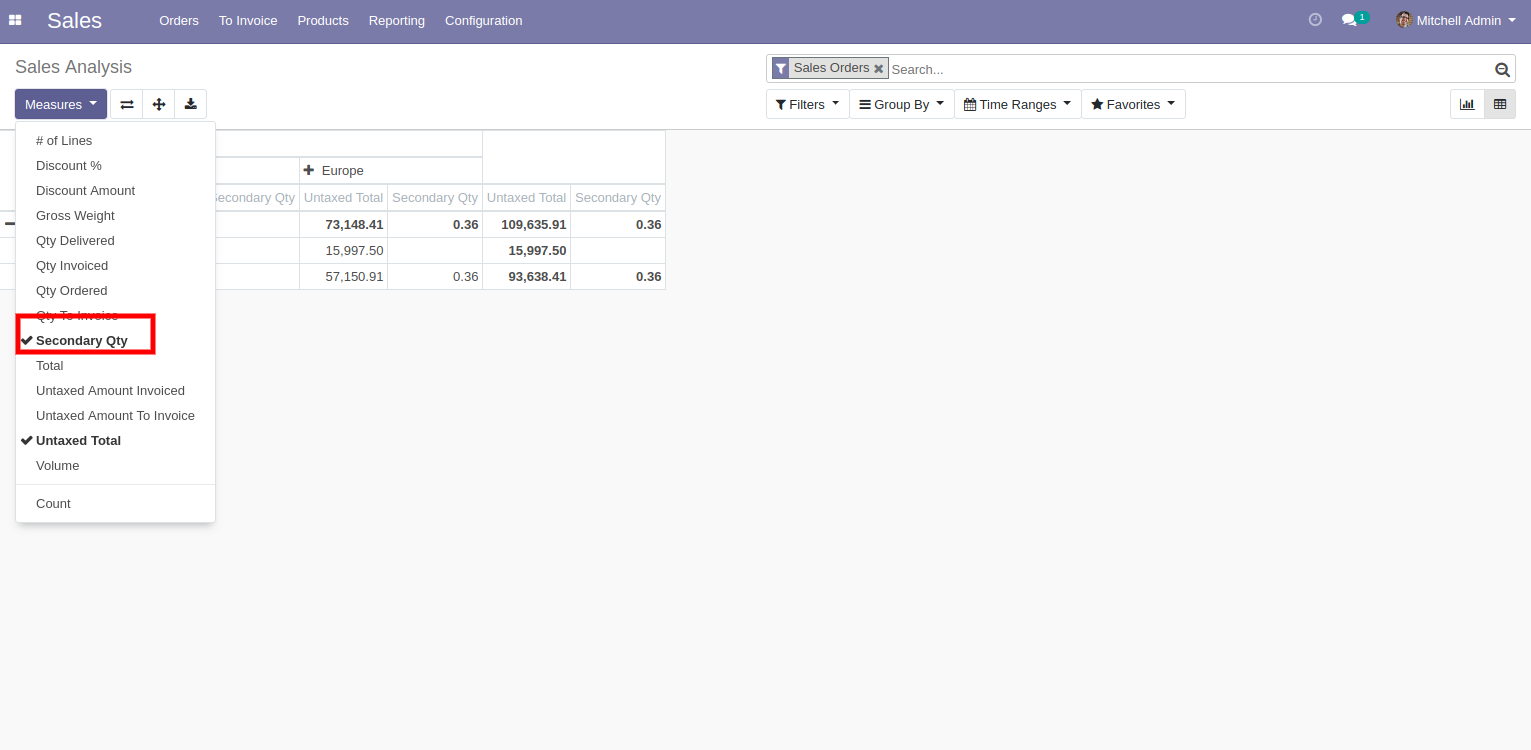 Sales Orders To Invoice Products Reporting Configuration 1 Mitchell Admin
Sales Analysis
Sales Orders Search...
Measures
Filters Group By Time Ranges Favorites
# of Lines
Discount %
Discount Amount
Gross Weight
Qty Delivered
Qty Invoiced
Qty Ordered
Qty To Invoice
Secondary Qty
Total
Untaxed Amount Invoiced
Untaxed Amount To Invoice
Untaxed Total
Volume
Count
Europe
Secondary Qty Untaxed Total Secondary Qty Untaxed Total Secondary Qty
73,148.41 0.36 109,635.91 0.36
15,997.50 15,997.50
57,150.91 0.36 93,638.41 0.36